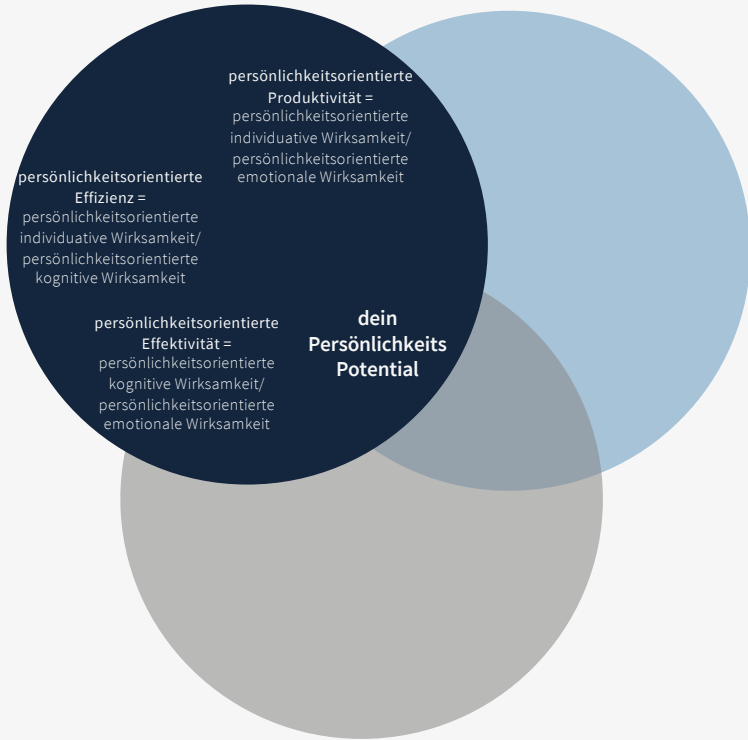 persönlichkeitsorientierte
Produktivität =
persönlichkeitsorientierte
individuative Wirksamkeit/
persönlichkeitsorientierte
emotionale Wirksamkeit
persönlichkeitsorientierte
Effizienz =
persönlichkeitsorientierte
individuative Wirksamkeit/
persönlichkeitsorientierte
kognitive Wirksamkeit
persönlichkeitsorientierte
Effektivität =
persönlichkeitsorientierte
kognitive Wirksamkeit/
persönlichkeitsorientierte
emotionale Wirksamkeit
dein
Persönlichkeits
Potential